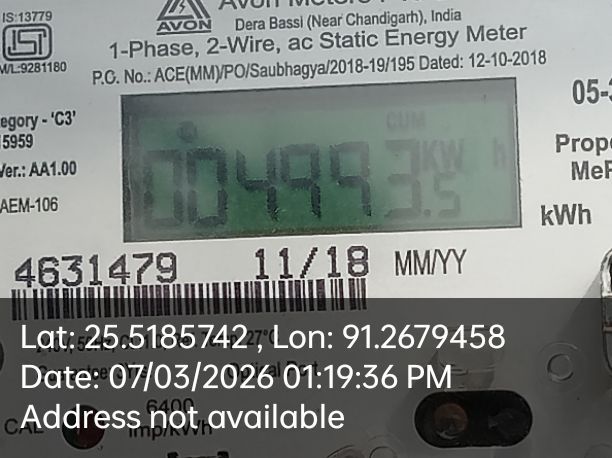 IS:13779
AVON
Dera Bassi (Near Chandigarh), India
1-Phase, 2-Wire, ac Static Energy Meter
M/L:9281180
P.G. No.: ACE(MM)/PO/Saubhagya/2018-19/195 Dated: 12-10-2018
egory - 'C3'
5959
Ver.: AA1.00
AEM-106
CUM
004993.5
KW h
kWh
4631479 11/18 MM/YY
Lat: 25.5185742 , Lon: 91.2679458
Date: 07/03/2026 01:19:36 PM
Address not available
6400
imp/kWh